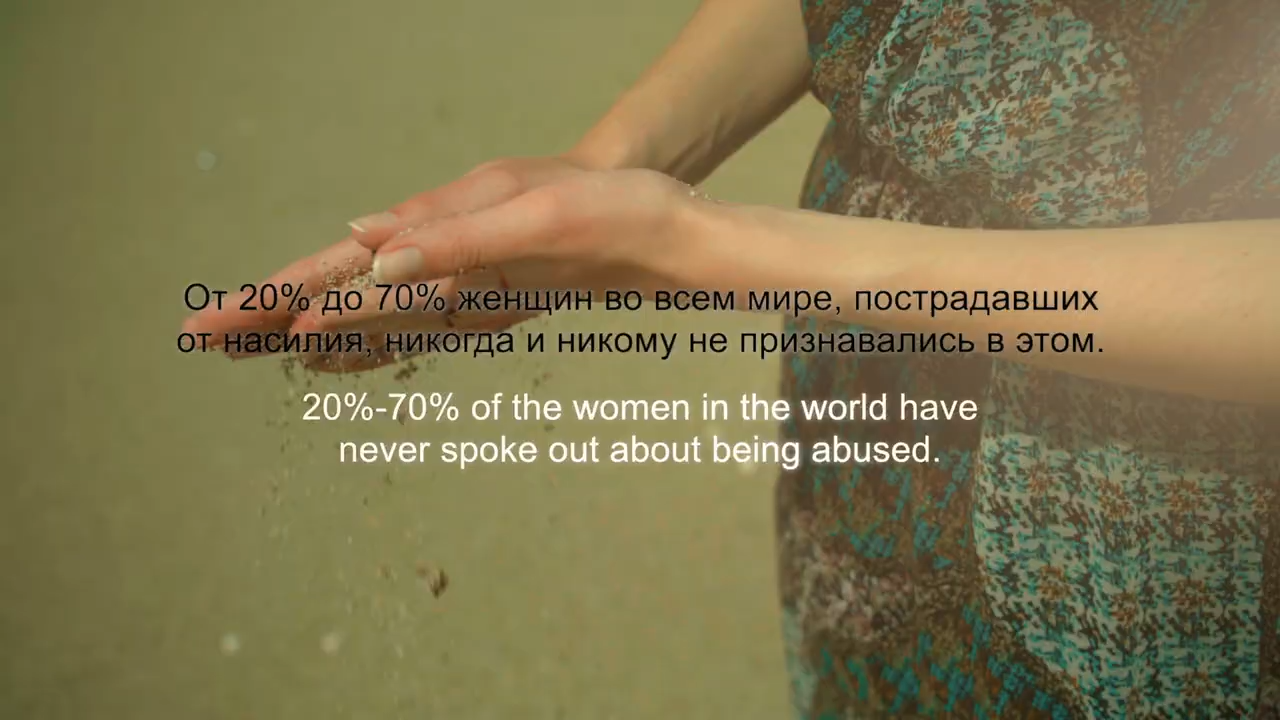 От 20% до 70% женщин во всем мире, пострадавших
от насилия, никогда и никому не признавались в этом.
20%-70% of the women in the world have
never spoke out about being abused.